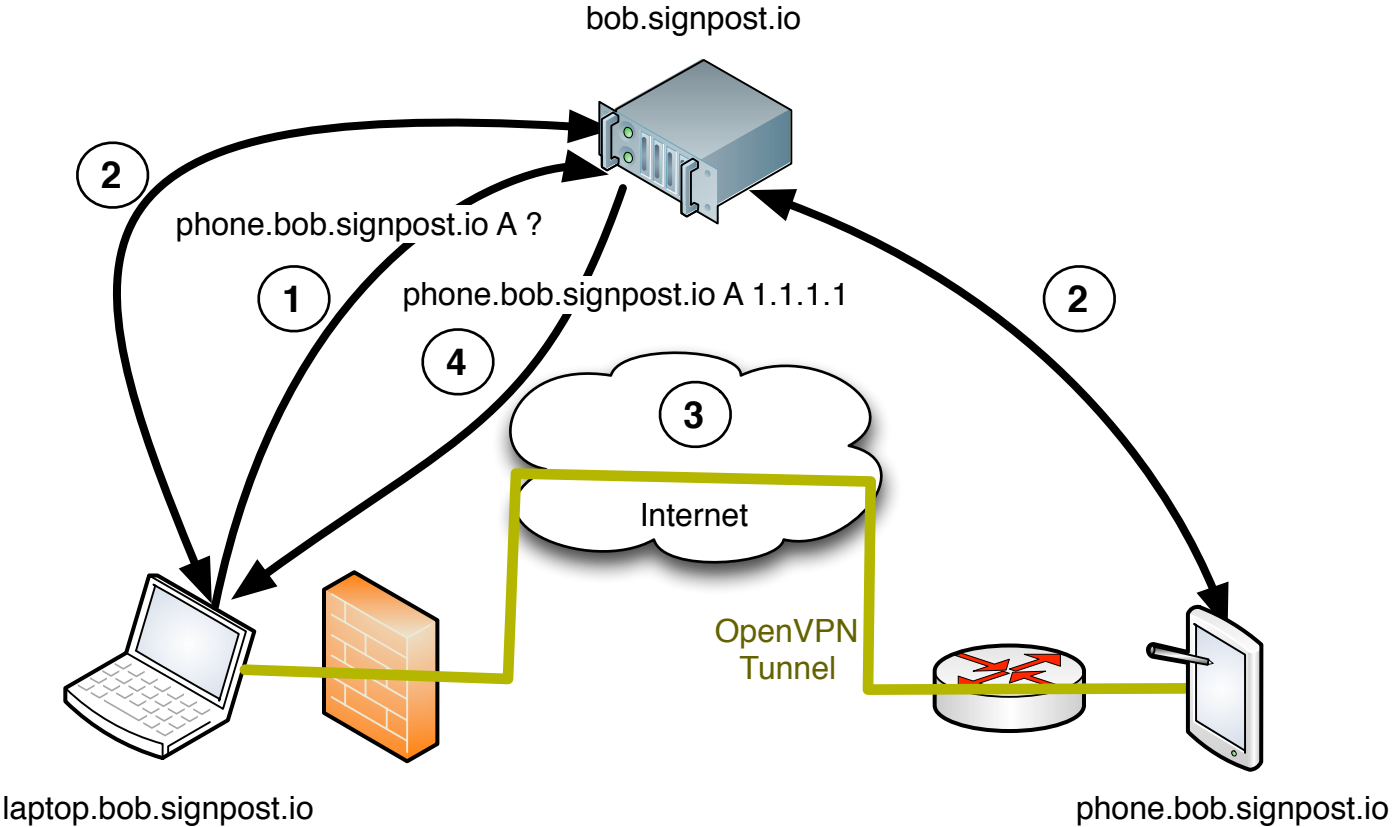 bob.signpost.io
2
phone.bob.signpost.io A ?
1
phone.bob.signpost.io A 1.1.1.1
2
4
3
Internet
OpenVPN
Tunnel
laptop.bob.signpost.io
phone.bob.signpost.io